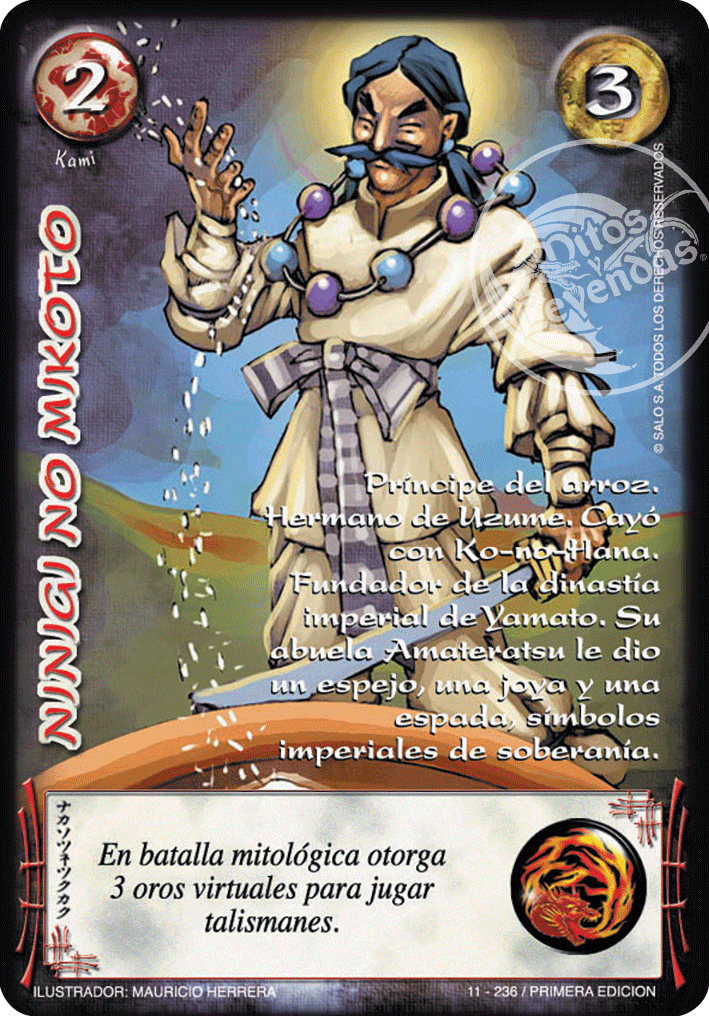 2
Kami
3
NINIGI NO MIKOTO
Mitos
y
Leyendas®
© SALO S.A. TODOS LOS DERECHOS RESERVADOS
Príncipe del arroz.
Hermano de Uzume. Cayó
con Ko-no-Hana.
Fundador de la dinastía
imperial de Yamato. Su
abuela Amateratsu le dio
un espejo, una joya y una
espada, símbolos
imperiales de soberanía.
ナカソツネツクカク
En batalla mitológica otorga
3 oros virtuales para jugar
talismanes.
ILUSTRADOR: MAURICIO HERRERA
11 - 236 / PRIMERA EDICION